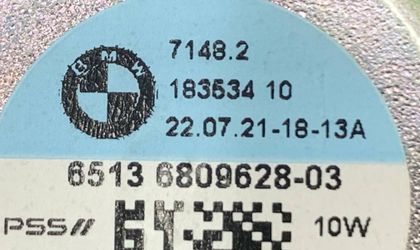 BMW
7148.2
183534 10
22.07.21-18-13A
6513 6809628-03
PSS//
10W